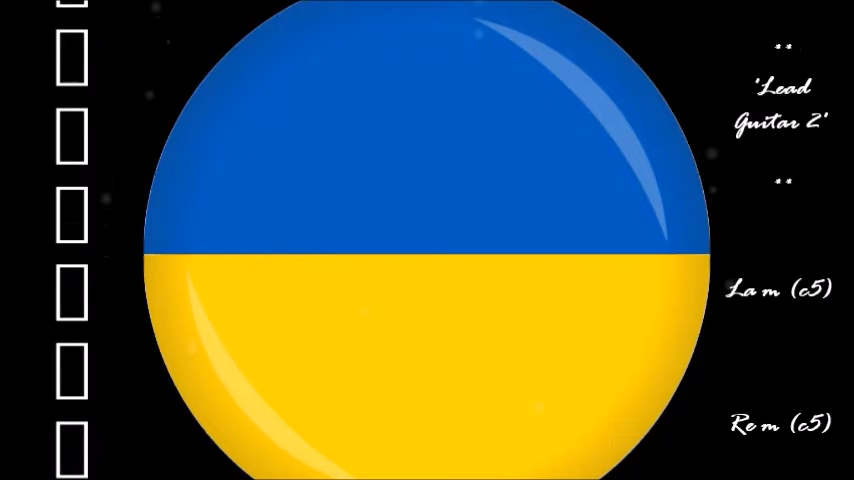 **
'Lead
Guitar 2'
**
La m (c5)
Re m (c5)